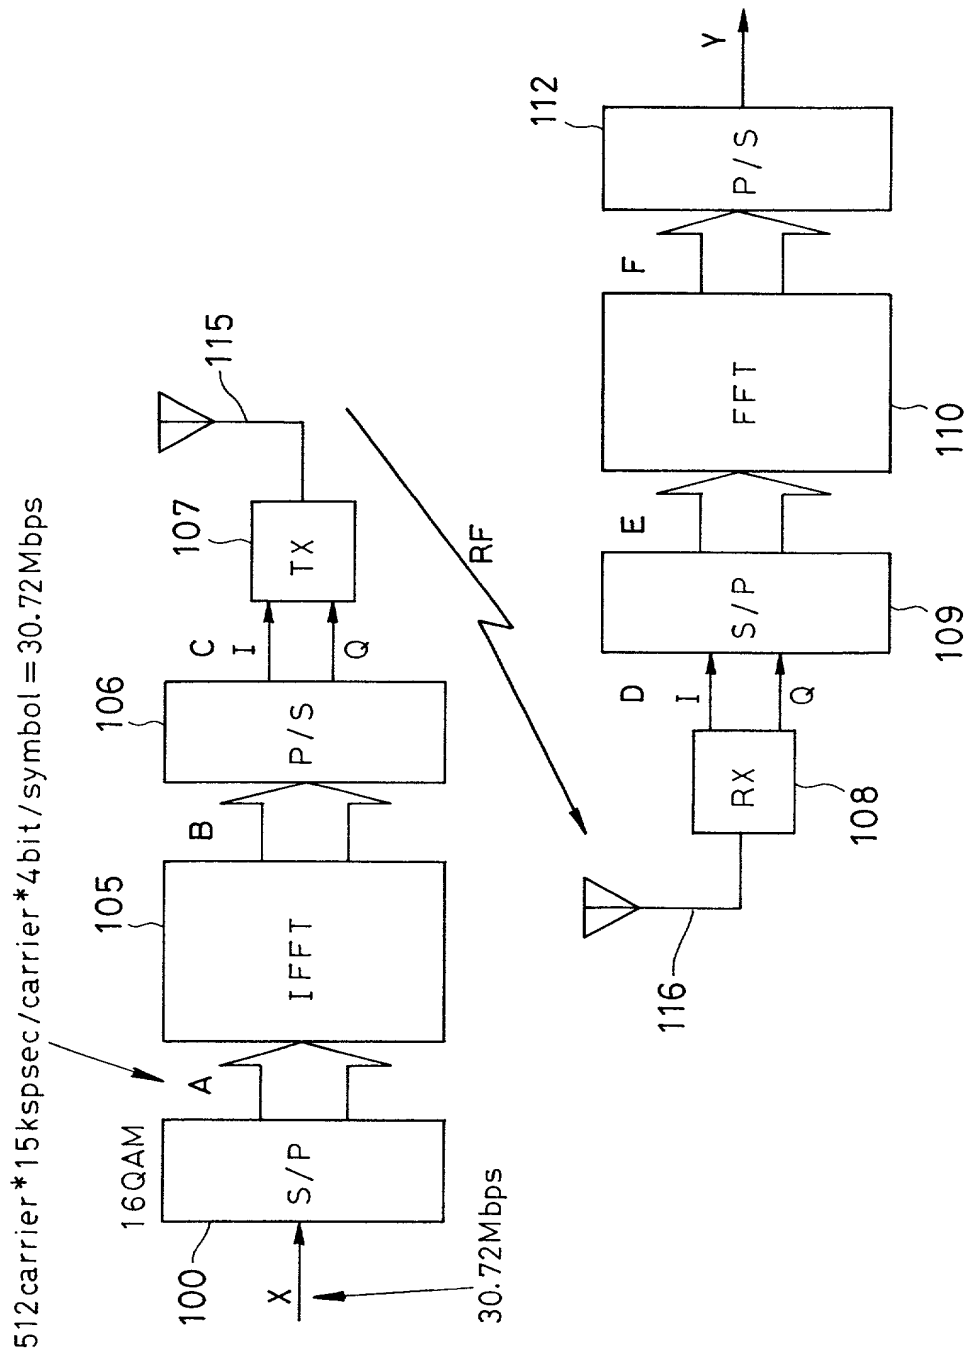 512carrier*15kspsec/carrier*4bit/symbol=30.72Mbps
16QAM
100
X
30.72Mbps
S/P
A
105
IFFT
B
106
P/S
C
I
Q
107
TX
115
RF
116
RX
108
D
I
Q
S/P
109
E
FFT
110
F
112
P/S
Y